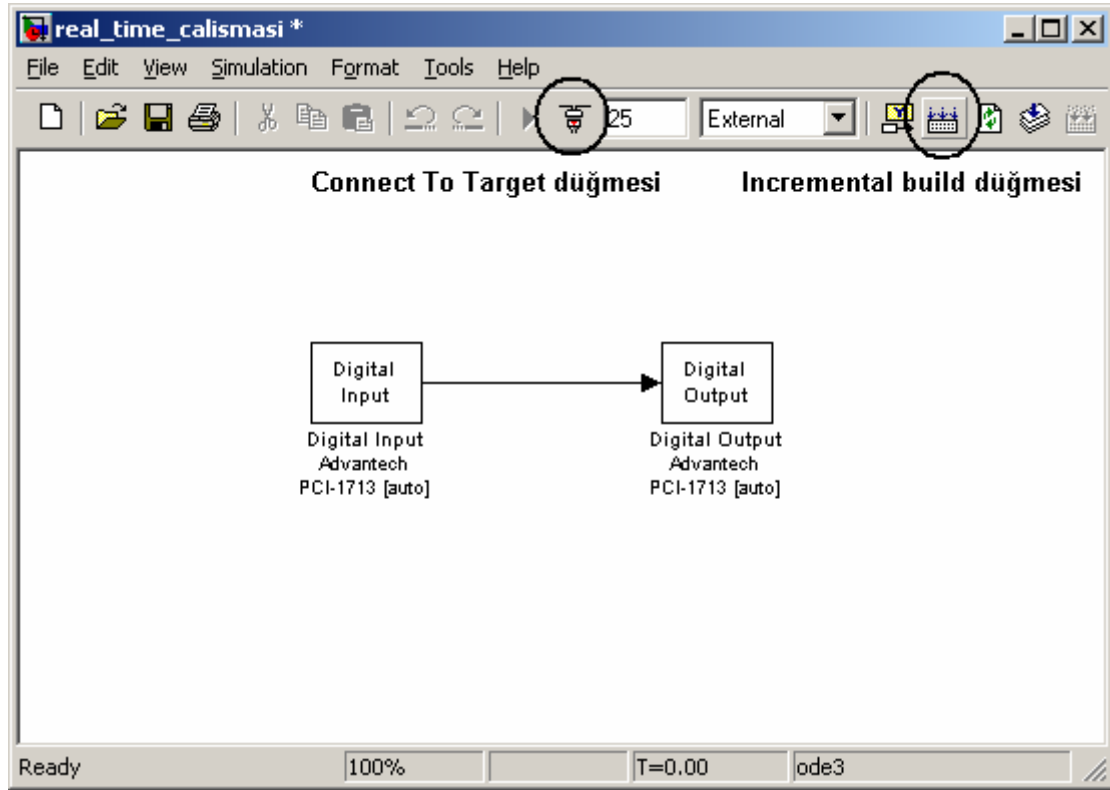 real_time_calismasi *
File Edit View Simulation Format Tools Help
25 External
Connect To Target düğmesi Incremental build düğmesi
Digital Digital
Input Output
Digital Input Digital Output
Advantech Advantech
PCI-1713 [auto] PCI-1713 [auto]
Ready 100% T=0.00 ode3